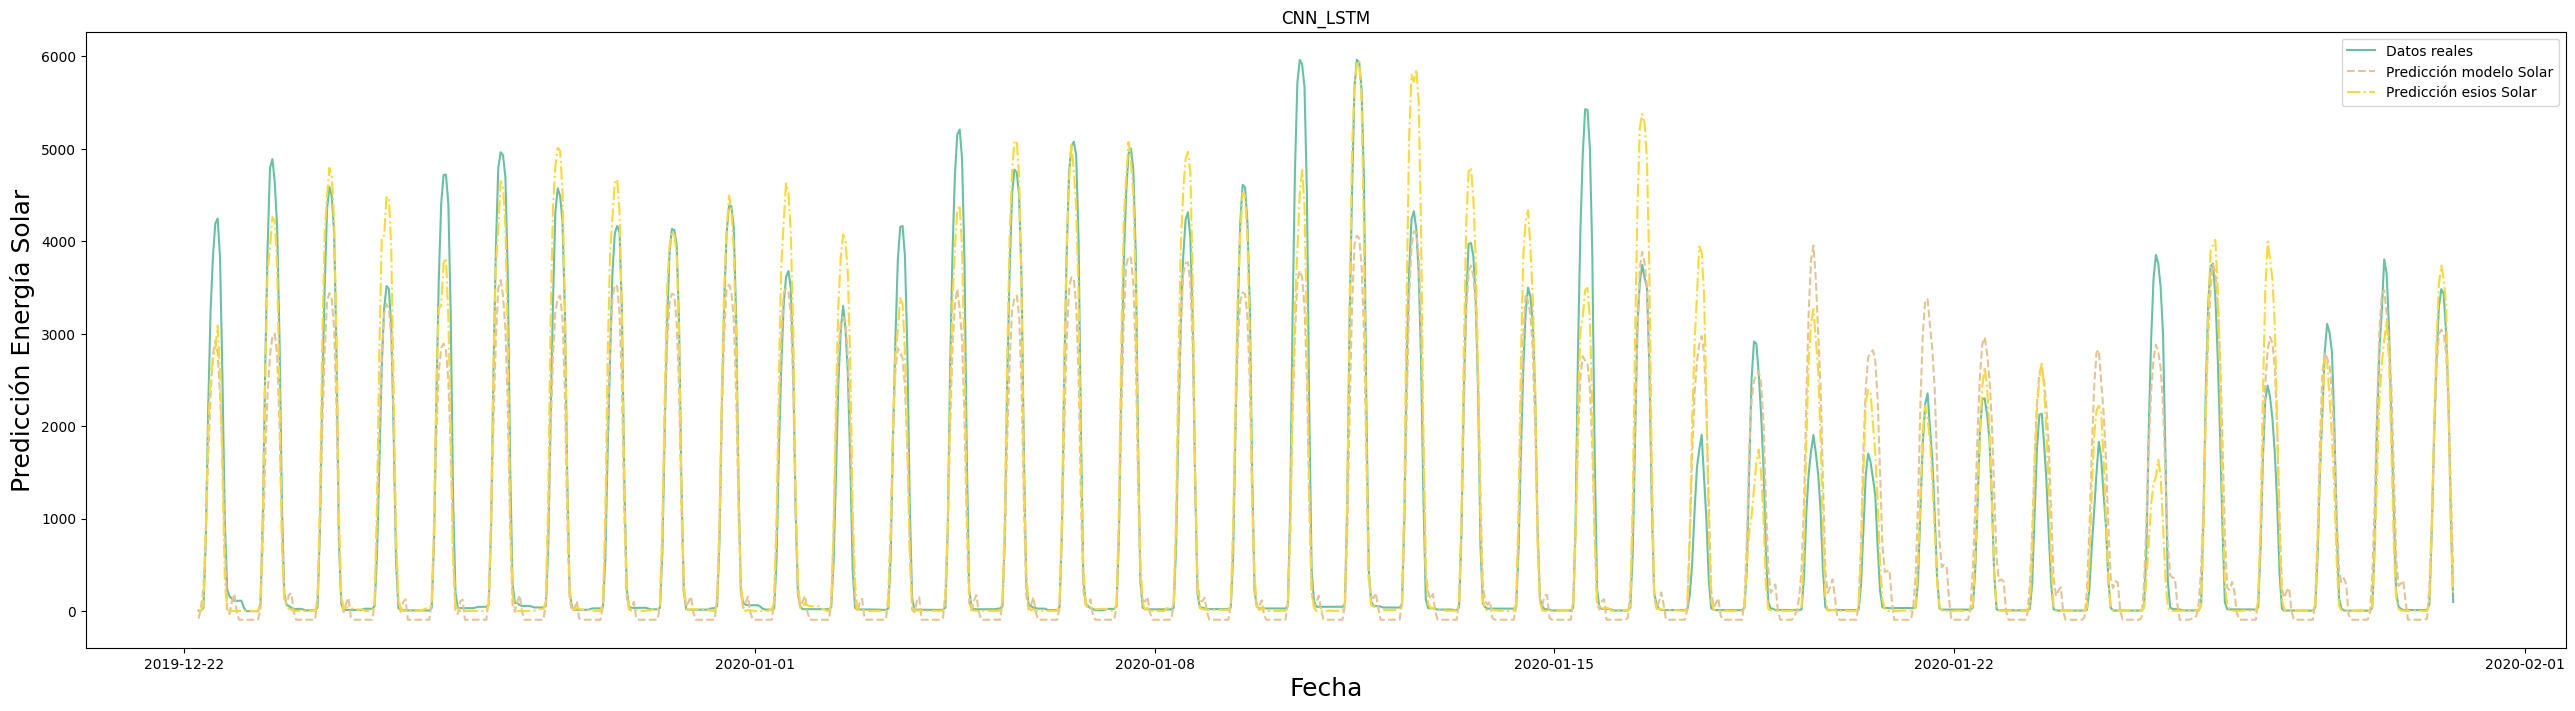 CNN_LSTM
Datos reales
Predicción modelo Solar
Predicción esios Solar
Predicción Energía Solar
6000
5000
4000
3000
2000
1000
0
2019-12-22
2020-01-01
2020-01-08
2020-01-15
2020-01-22
2020-02-01
Fecha